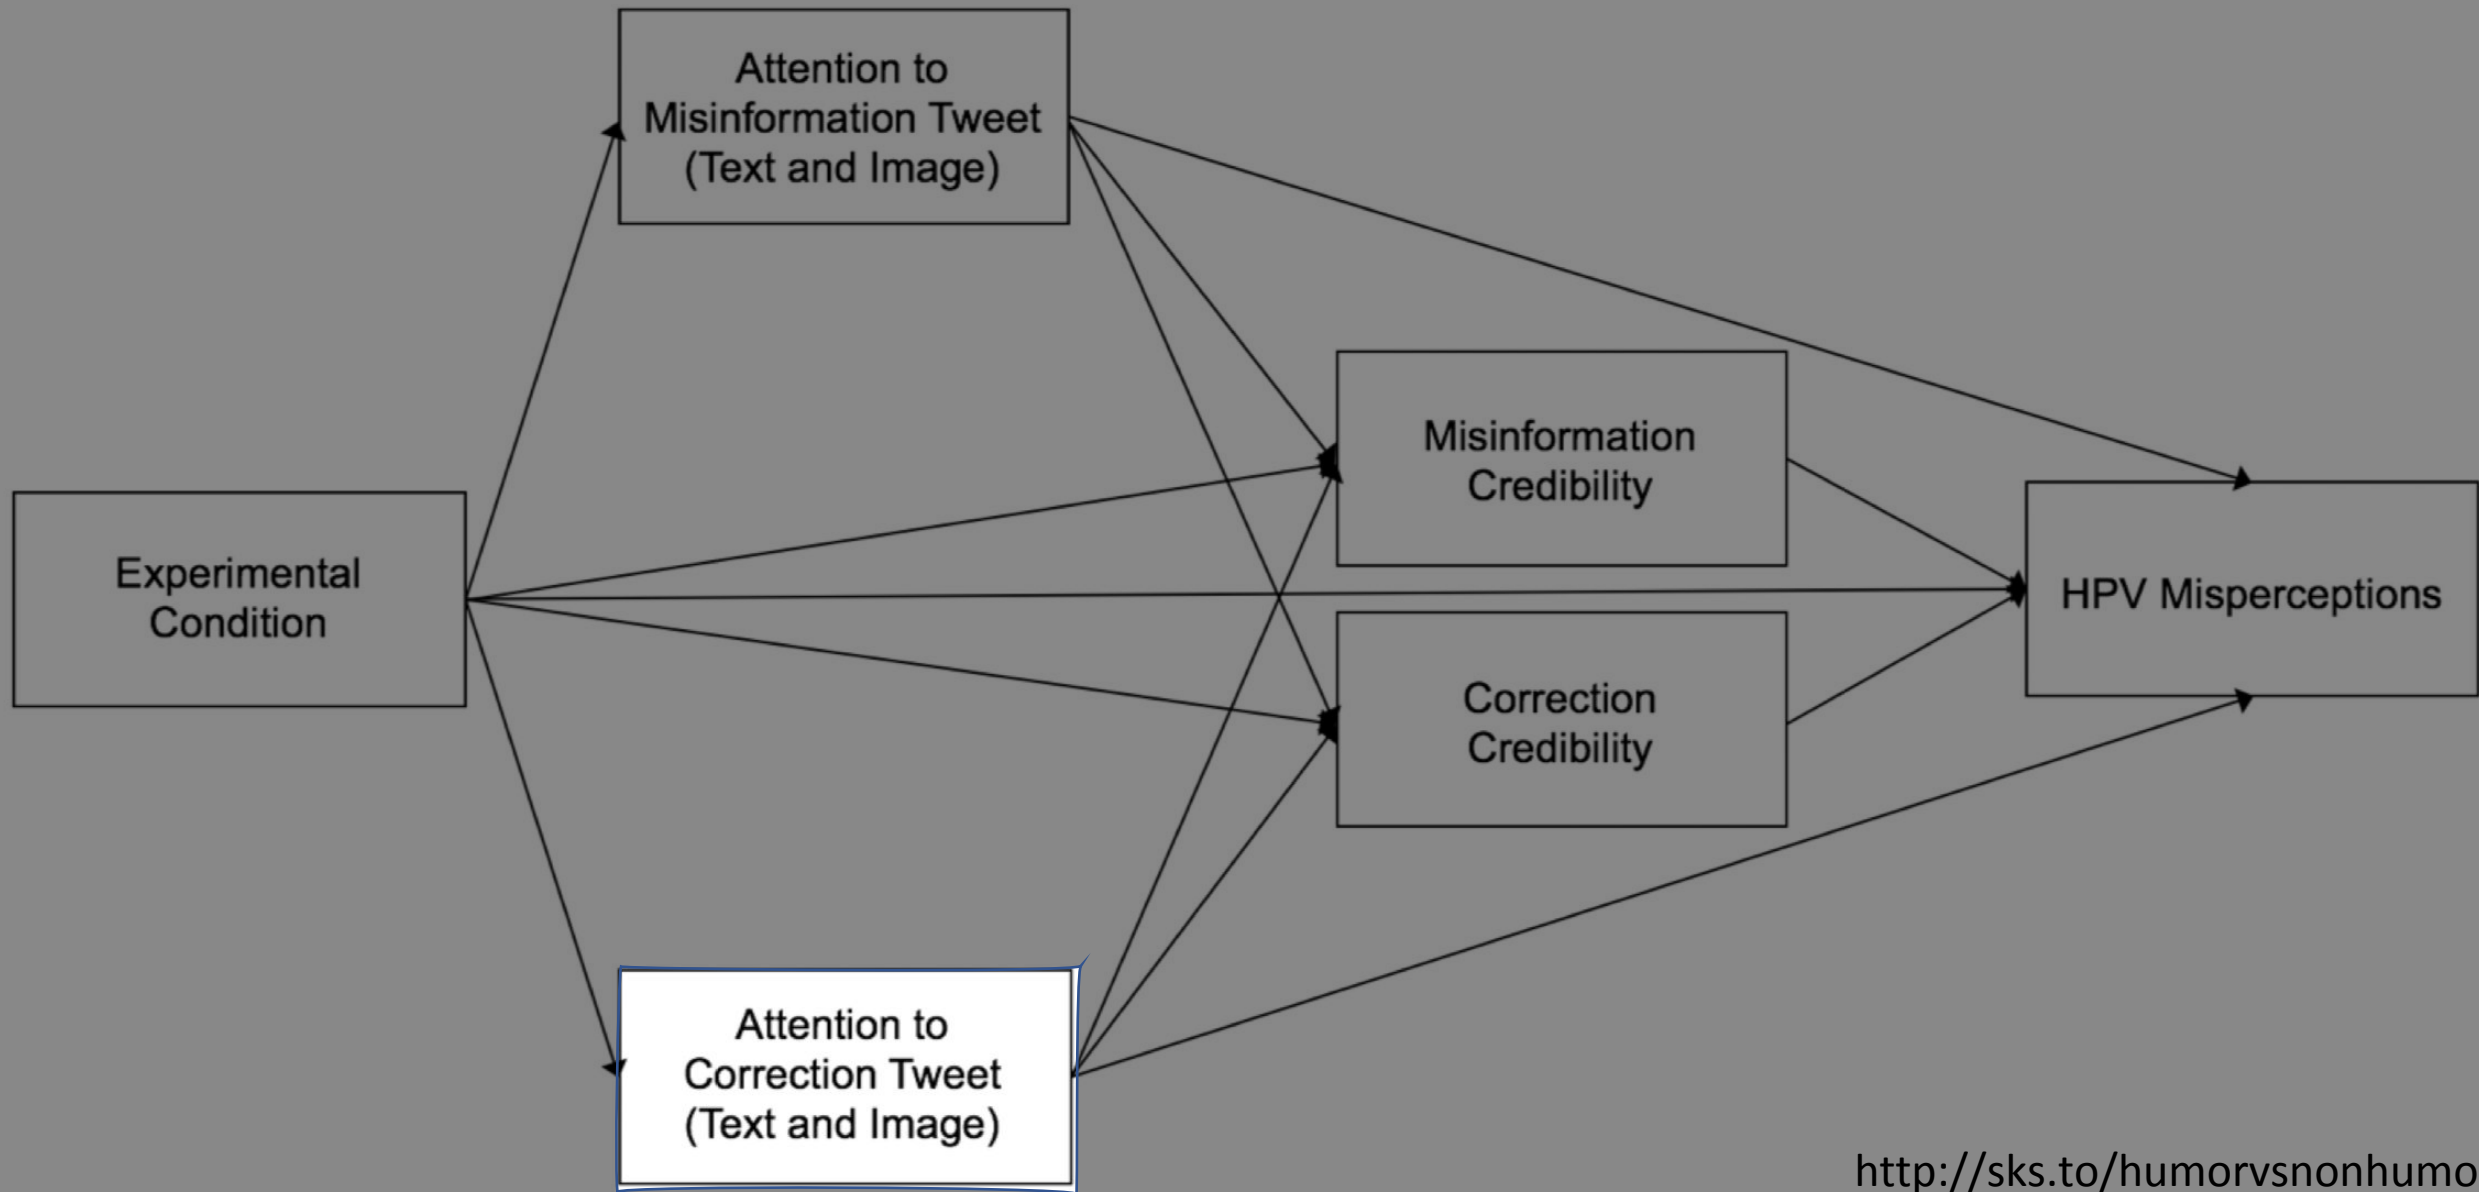 Attention to
Misinformation Tweet
(Text and Image)
Misinformation
Credibility
Experimental
Condition
HPV Misperceptions
Correction
Credibility
Attention to
Correction Tweet
(Text and Image)
http://sks.to/humorvsnonhumo